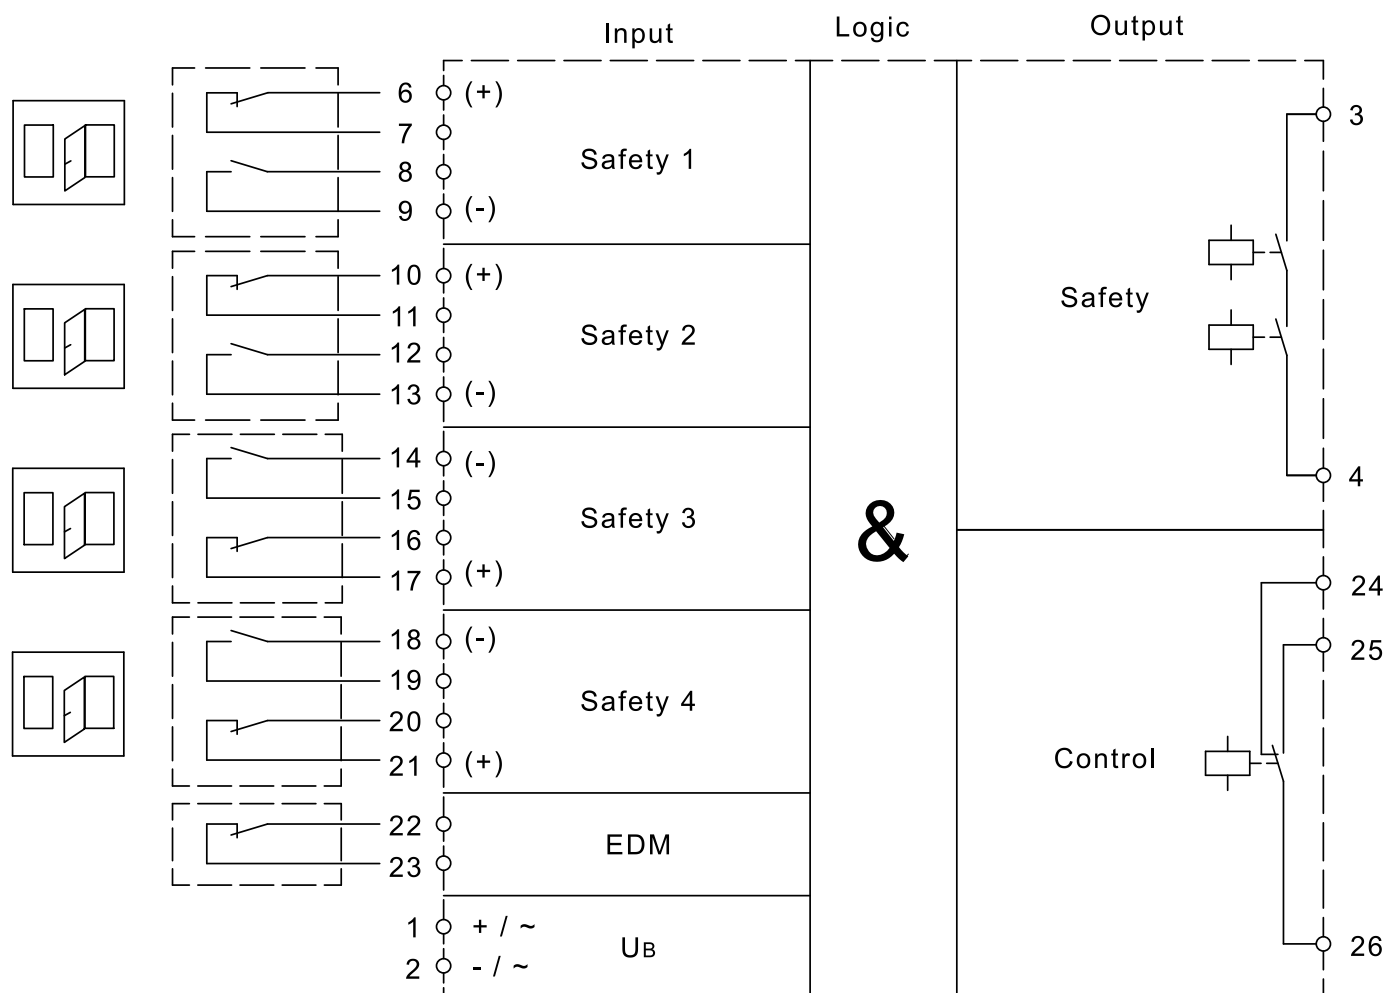 Input Logic Output
6 (+)
7
8
9 (-)
Safety 1
10 (+)
11
12
13 (-)
Safety 2
14 (-)
15
16
17 (+)
Safety 3
18 (-)
19
20
21 (+)
Safety 4
22
23
EDM
1 + / ~
2 - / ~
UB
&
3
Safety
4
24
25
Control
26